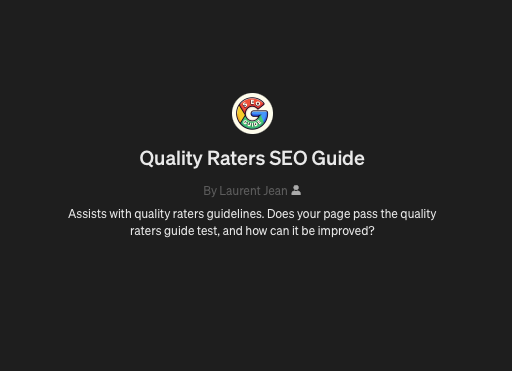 SEO
GUIDE
Quality Raters SEO Guide
By Laurent Jean
Assists with quality raters guidelines. Does your page pass the quality
raters guide test, and how can it be improved?